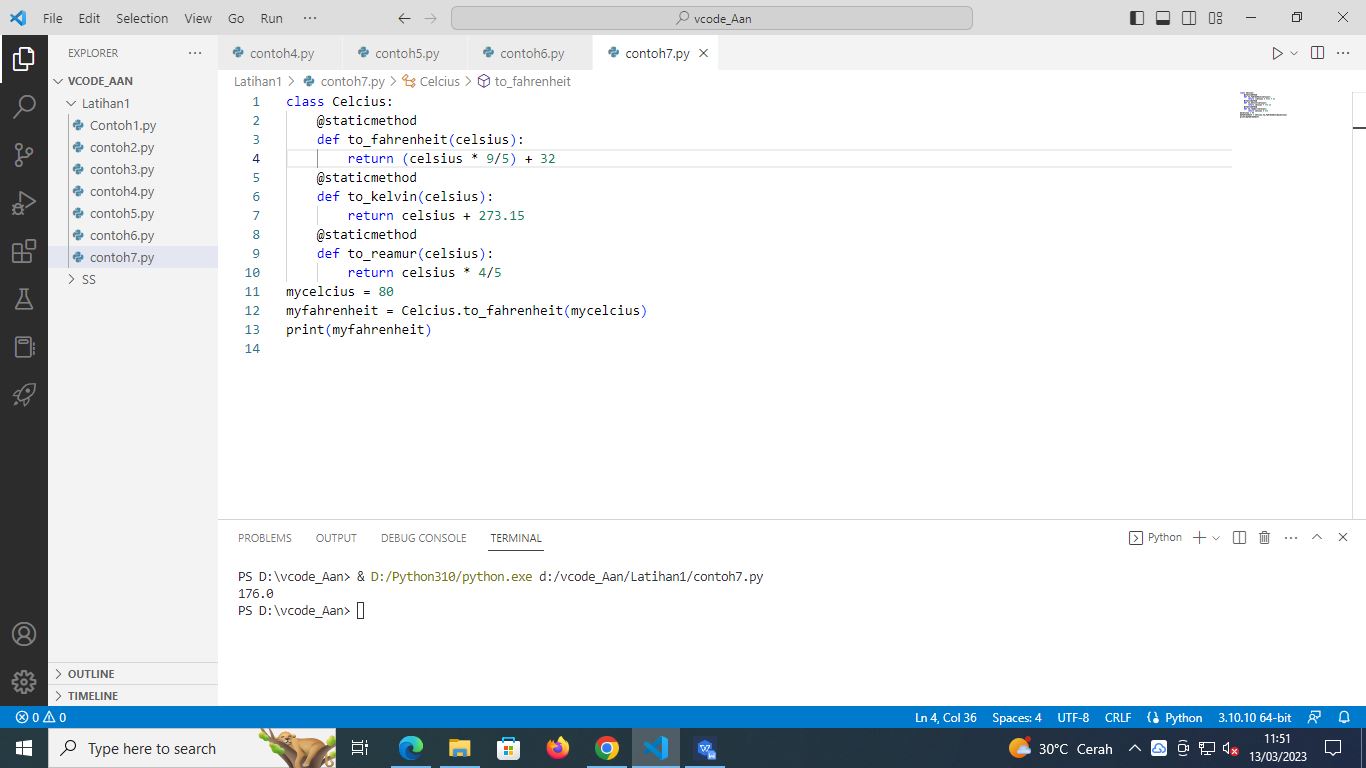 File Edit Selection View Go Run ··· vcode_Aan
EXPLORER ···
contoh4.py contoh5.py contoh6.py contoh7.py
VCODE_AAN
Latihan1
Contoh1.py
contoh2.py
contoh3.py
contoh4.py
contoh5.py
contoh6.py
contoh7.py
SS
OUTLINE
TIMELINE
Latihan1 > contoh7.py > Celcius > to_fahrenheit
1 class Celcius:
2 @staticmethod
3 def to_fahrenheit(celsius):
4 return (celsius * 9/5) + 32
5 @staticmethod
6 def to_kelvin(celsius):
7 return celsius + 273.15
8 @staticmethod
9 def to_reamur(celsius):
10 return celsius * 4/5
11 mycelcius = 80
12 myfahrenheit = Celcius.to_fahrenheit(mycelcius)
13 print(myfahrenheit)
14
PROBLEMS OUTPUT DEBUG CONSOLE TERMINAL Python
PS D:\vcode_Aan> & D:/Python310/python.exe d:/vcode_Aan/Latihan1/contoh7.py
176.0
PS D:\vcode_Aan>
0 0 Ln 4, Col 36 Spaces: 4 UTF-8 CRLF Python 3.10.10 64-bit
Type here to search 30°C Cerah 11:51
13/03/2023